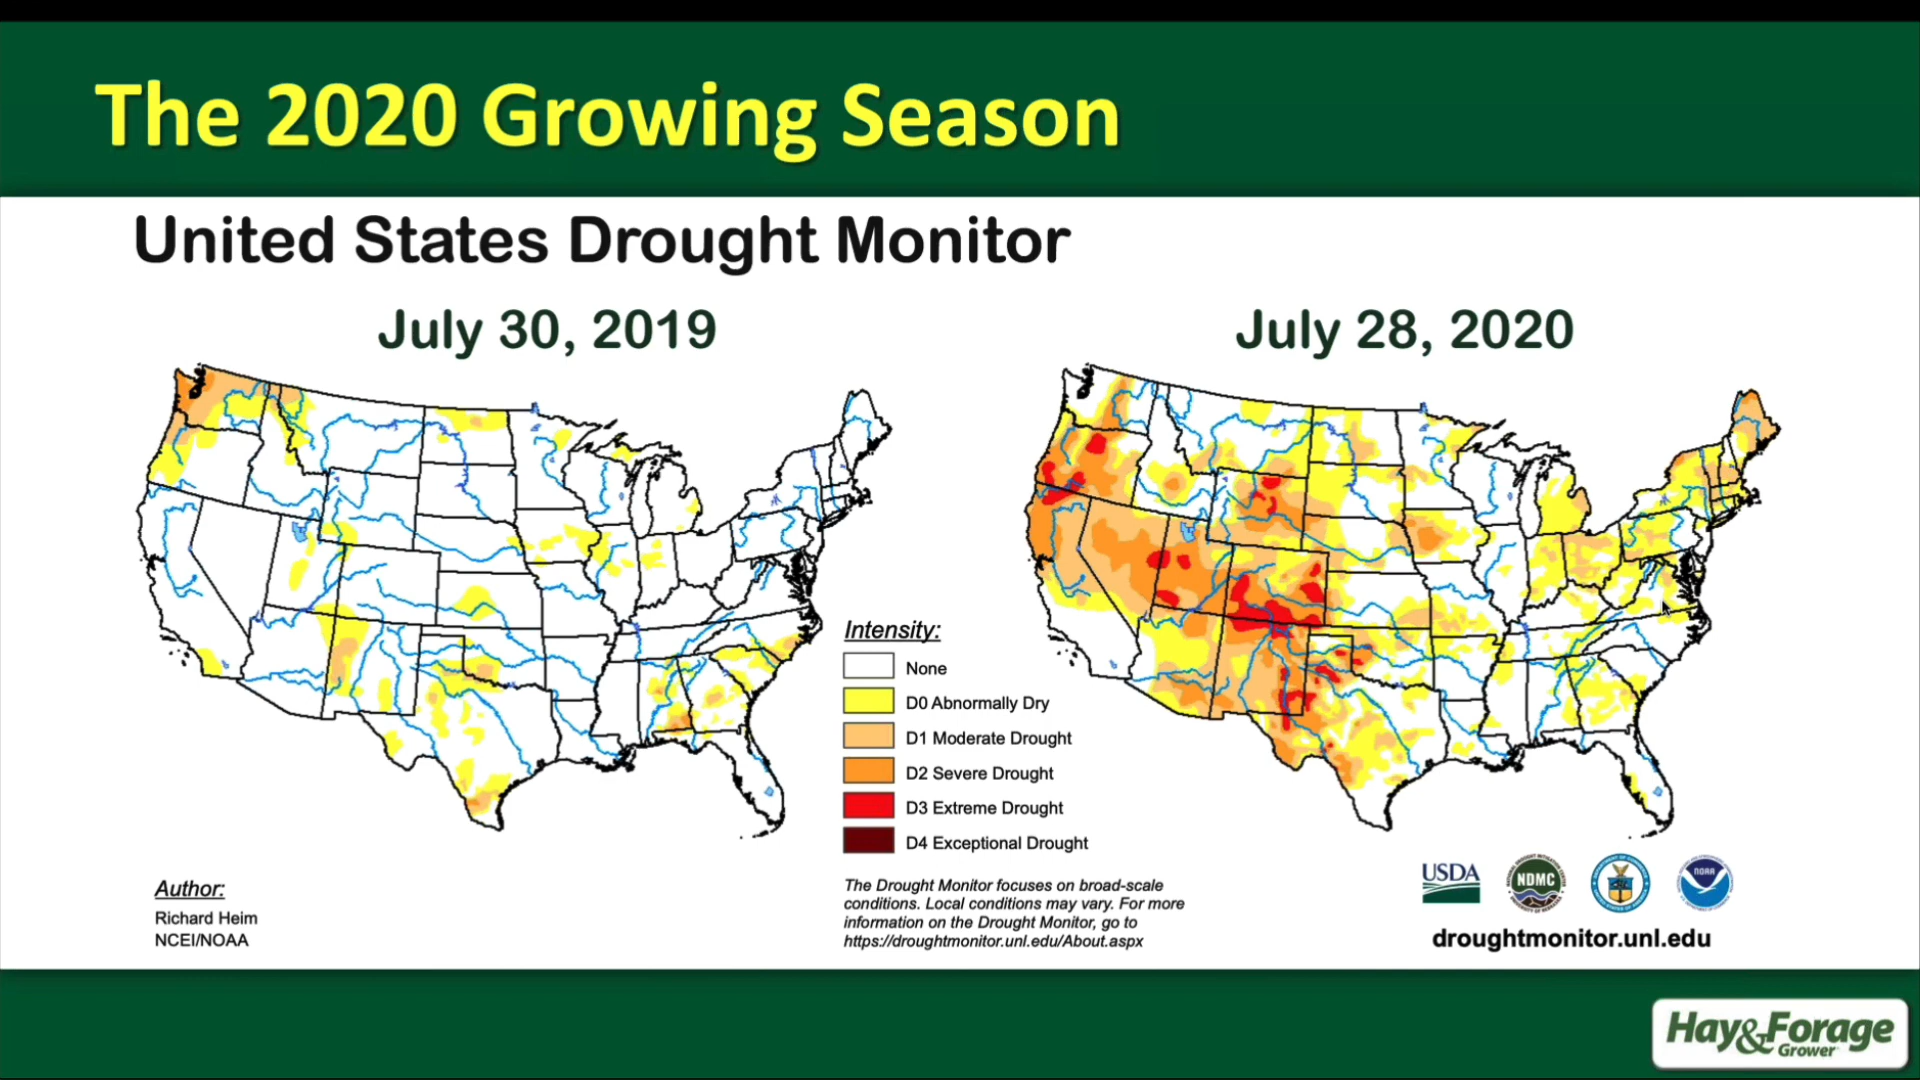 The 2020 Growing Season
United States Drought Monitor
July 30, 2019
July 28, 2020
Intensity:
None
D0 Abnormally Dry
D1 Moderate Drought
D2 Severe Drought
D3 Extreme Drought
D4 Exceptional Drought
Author:
Richard Heim
NCEI/NOAA
The Drought Monitor focuses on broad-scale
conditions. Local conditions may vary. For more
information on the Drought Monitor, go to
https://droughtmonitor.unl.edu/About.aspx
USDA
NDMC
NOAA
droughtmonitor.unl.edu
Hay&Forage
Grower